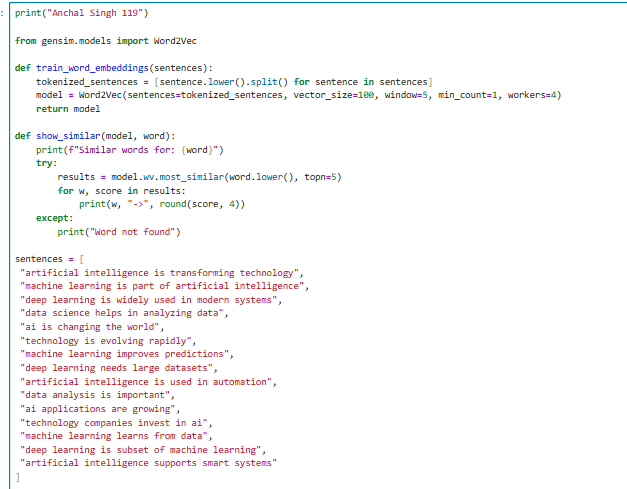 :
print("Anchal Singh 119")
from gensim.models import Word2Vec
def train_word_embeddings(sentences):
    tokenized_sentences = [sentence.lower().split() for sentence in sentences]
    model = Word2Vec(sentences=tokenized_sentences, vector_size=100, window=5, min_count=1, workers=4)
    return model
def show_similar(model, word):
    print(f"Similar words for: {word}")
    try:
        results = model.wv.most_similar(word.lower(), topn=5)
        for w, score in results:
            print(w, "->", round(score, 4))
    except:
        print("Word not found")
sentences = [
 "artificial intelligence is transforming technology",
 "machine learning is part of artificial intelligence",
 "deep learning is widely used in modern systems",
 "data science helps in analyzing data",
 "ai is changing the world",
 "technology is evolving rapidly",
 "machine learning improves predictions",
 "deep learning needs large datasets",
 "artificial intelligence is used in automation",
 "data analysis is important",
 "ai applications are growing",
 "technology companies invest in ai",
 "machine learning learns from data",
 "deep learning is subset of machine learning",
 "artificial intelligence supports smart systems"
]